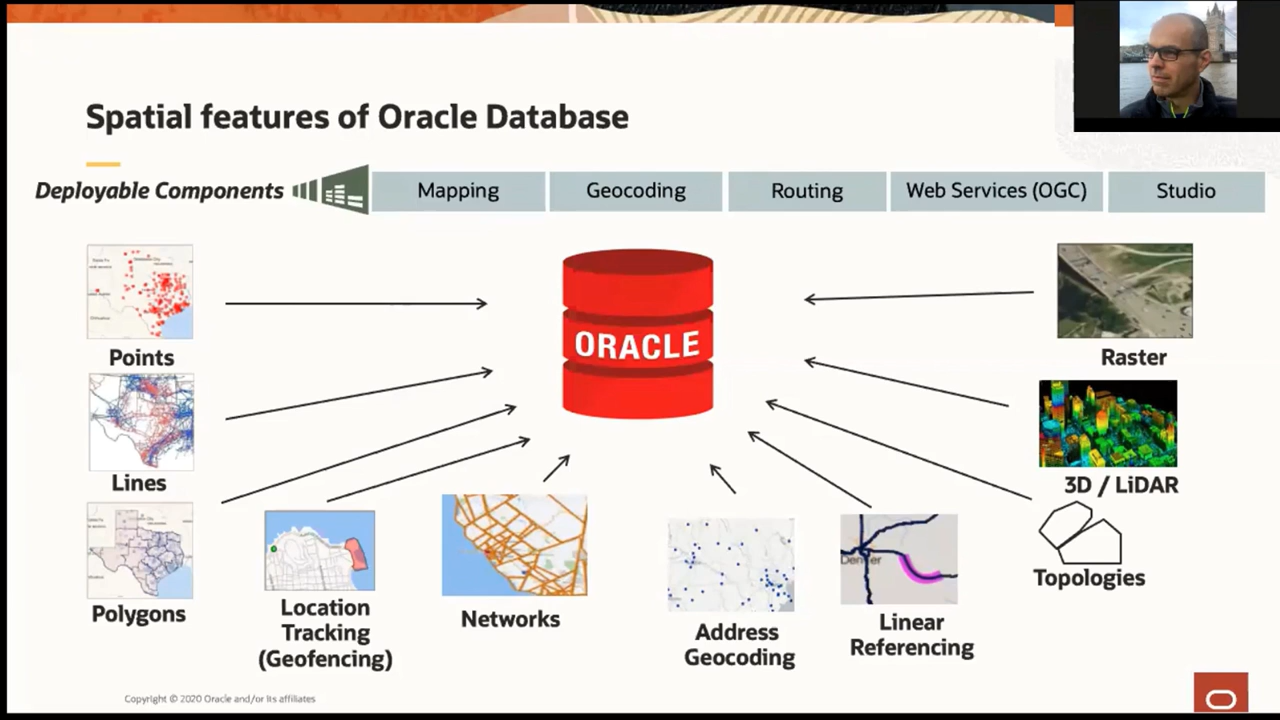 Spatial features of Oracle Database
Deployable Components
Mapping
Geocoding
Routing
Web Services (OGC)
Studio
ORACLE
Points
Raster
Lines
3D / LiDAR
Polygons
Location
Tracking
(Geofencing)
Networks
Address
Geocoding
Denver
Linear
Referencing
Topologies
Copyright © 2020 Oracle and/or its affiliates